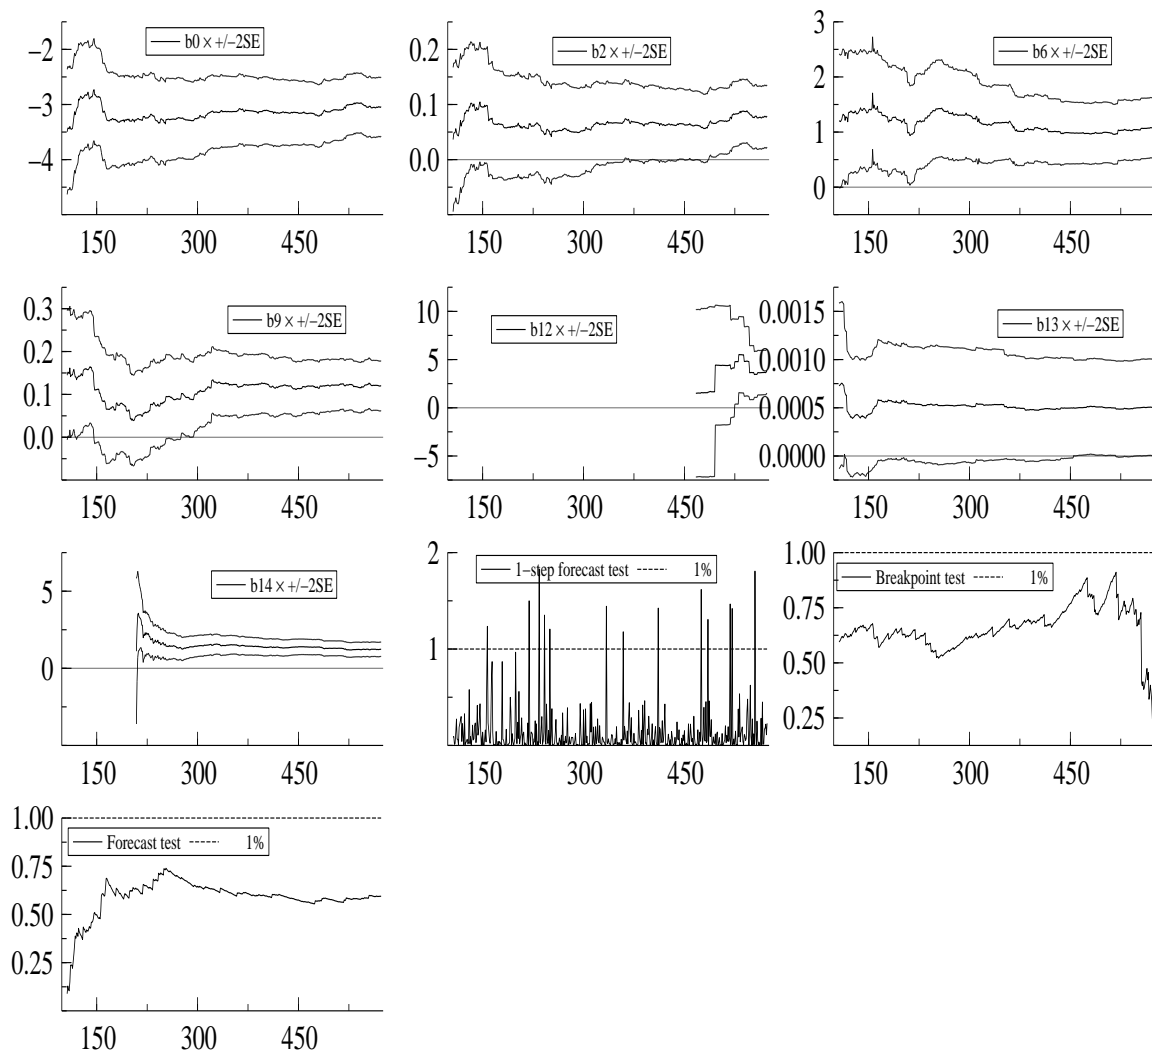 −2
−3
−4
b0 × +/−2SE
150 300 450
0.2
0.1
0.0
b2 × +/−2SE
150 300 450
3
2
1
0
b6 × +/−2SE
150 300 450
0.3
0.2
0.1
0.0
b9 × +/−2SE
150 300 450
10
5
0
−5
b12 × +/−2SE
150 300 450
0.0015
0.0010
0.0005
0.0000
b13 × +/−2SE
150 300 450
5
0
b14 × +/−2SE
150 300 450
2
1
1−step forecast test 1%
150 300 450
1.00
0.75
0.50
0.25
Breakpoint test 1%
150 300 450
1.00
0.75
0.50
0.25
Forecast test 1%
150 300 450